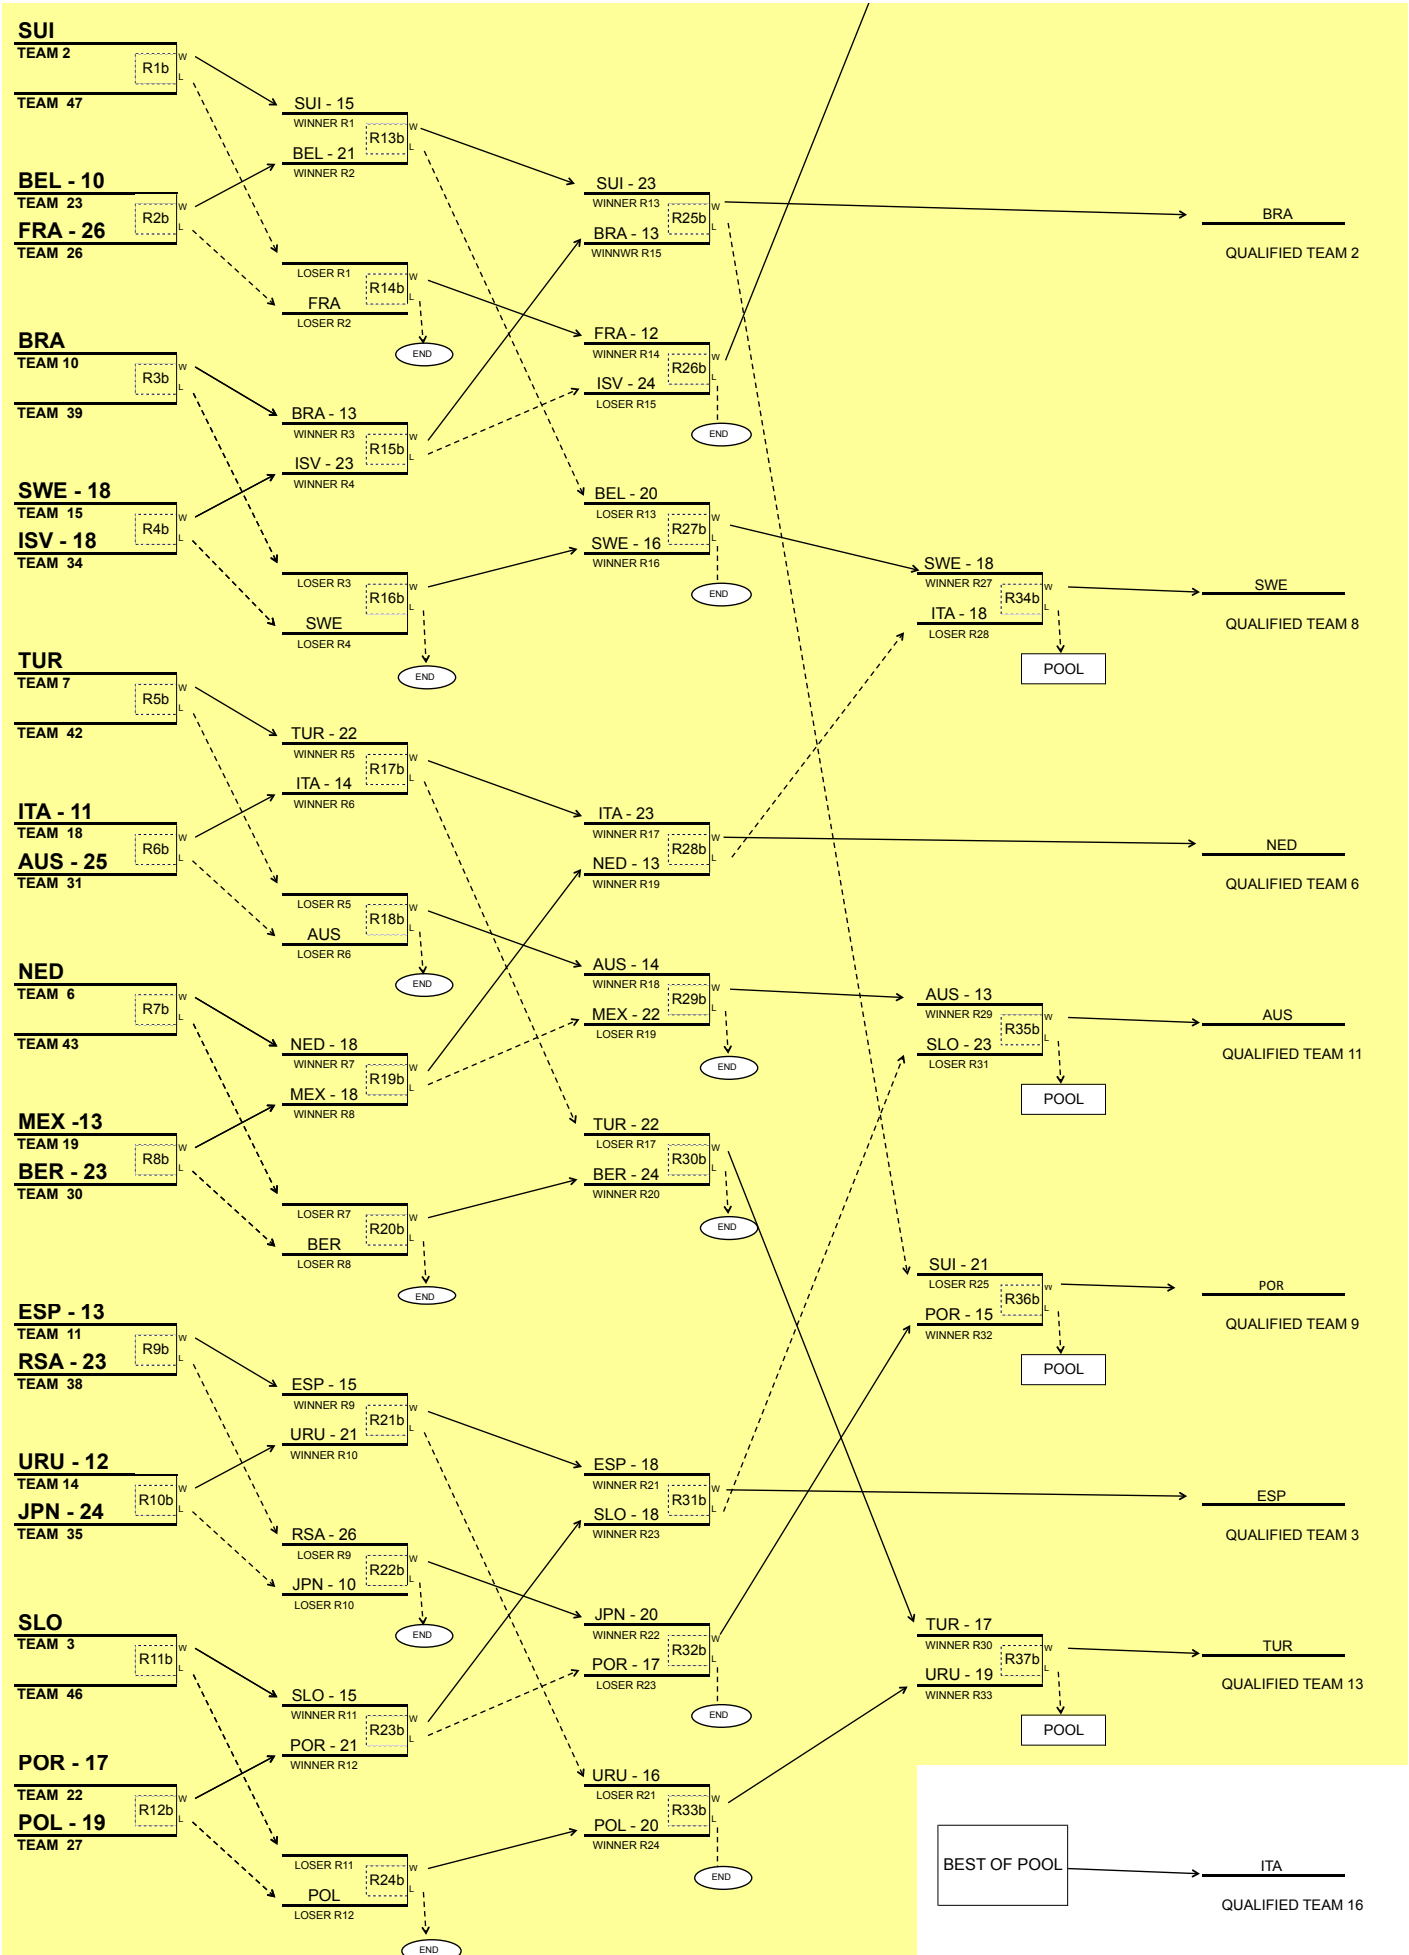 SUI
TEAM 2
R1b
W
L
TEAM 47
SUI - 15
WINNER R1
R13b
W
L
BEL - 21
WINNER R2
BEL - 10
TEAM 23
R2b
W
L
FRA - 26
TEAM 26
SUI - 23
WINNER R13
R25b
W
L
BRA - 13
WINNWR R15
BRA
QUALIFIED TEAM 2
LOSER R1
R14b
W
L
FRA
LOSER R2
END
FRA - 12
WINNER R14
R26b
W
L
ISV - 24
LOSER R15
END
BRA
TEAM 10
R3b
W
L
TEAM 39
BRA - 13
WINNER R3
R15b
W
L
ISV - 23
WINNER R4
SWE - 18
TEAM 15
R4b
W
L
ISV - 18
TEAM 34
BEL - 20
LOSER R13
R27b
W
L
SWE - 16
WINNER R16
END
LOSER R3
R16b
W
L
SWE
LOSER R4
END
SWE - 18
WINNER R27
R34b
W
L
ITA - 18
LOSER R28
POOL
SWE
QUALIFIED TEAM 8
TUR
TEAM 7
R5b
W
L
TEAM 42
TUR - 22
WINNER R5
R17b
W
L
ITA - 14
WINNER R6
ITA - 11
TEAM 18
R6b
W
L
AUS - 25
TEAM 31
ITA - 23
WINNER R17
R28b
W
L
NED - 13
WINNER R19
NED
QUALIFIED TEAM 6
LOSER R5
R18b
W
L
AUS
LOSER R6
END
AUS - 14
WINNER R18
R29b
W
L
MEX - 22
LOSER R19
END
AUS - 13
WINNER R29
R35b
W
L
SLO - 23
LOSER R31
POOL
AUS
QUALIFIED TEAM 11
NED
TEAM 6
R7b
W
L
TEAM 43
NED - 18
WINNER R7
R19b
W
L
MEX - 18
WINNER R8
MEX -13
TEAM 19
R8b
W
L
BER - 23
TEAM 30
TUR - 22
LOSER R17
R30b
W
L
BER - 24
WINNER R20
END
LOSER R7
R20b
W
L
BER
LOSER R8
END
SUI - 21
LOSER R25
R36b
W
L
POR - 15
WINNER R32
POOL
POR
QUALIFIED TEAM 9
ESP - 13
TEAM 11
R9b
W
L
RSA - 23
TEAM 38
ESP - 15
WINNER R9
R21b
W
L
URU - 21
WINNER R10
URU - 12
TEAM 14
R10b
W
L
JPN - 24
TEAM 35
ESP - 18
WINNER R21
R31b
W
L
SLO - 18
WINNER R23
ESP
QUALIFIED TEAM 3
RSA - 26
LOSER R9
R22b
W
L
JPN - 10
LOSER R10
END
JPN - 20
WINNER R22
R32b
W
L
POR - 17
LOSER R23
END
SLO
TEAM 3
R11b
W
L
TEAM 46
SLO - 15
WINNER R11
R23b
W
L
POR - 21
WINNER R12
TUR - 17
WINNER R30
R37b
W
L
URU - 19
WINNER R33
POOL
TUR
QUALIFIED TEAM 13
POR - 17
TEAM 22
R12b
W
L
POL - 19
TEAM 27
URU - 16
LOSER R21
R33b
W
L
POL - 20
WINNER R24
END
LOSER R11
R24b
W
L
POL
LOSER R12
END
BEST OF POOL
ITA
QUALIFIED TEAM 16